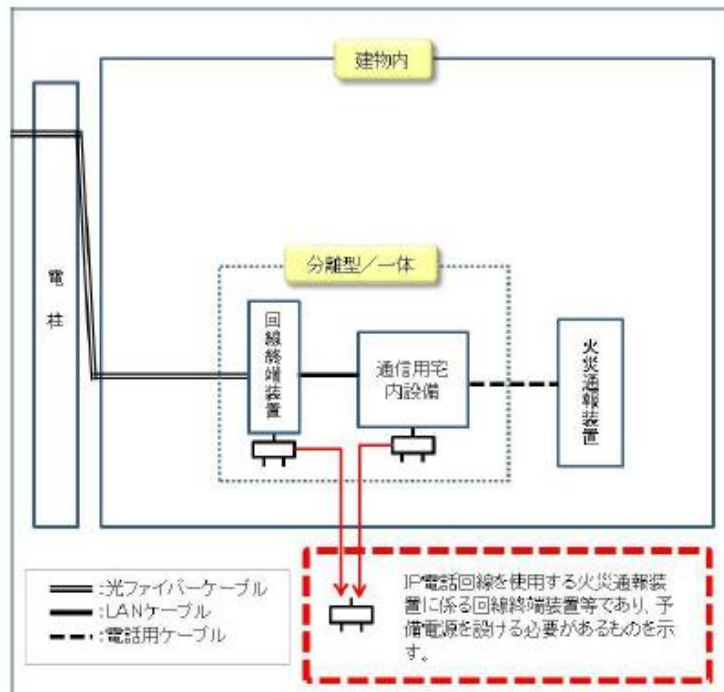 建物内
電柱
分離型／一体
回線終端装置
通信用宅
内設備
火災通報装置
:光ファイバーケーブル
:LANケーブル
:電話用ケーブル
IP電話回線を使用する火災通報装
置に係る回線終端装置等であり、予
備電源を設ける必要があるものを示
す。